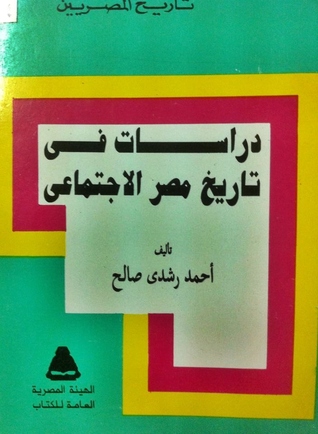 تاريخ المصريين
دراسات فى
تاريخ مصر الاجتماعى
تأليف
أحمد رشدى صالح
الهيئة المصرية
العامة للكتاب